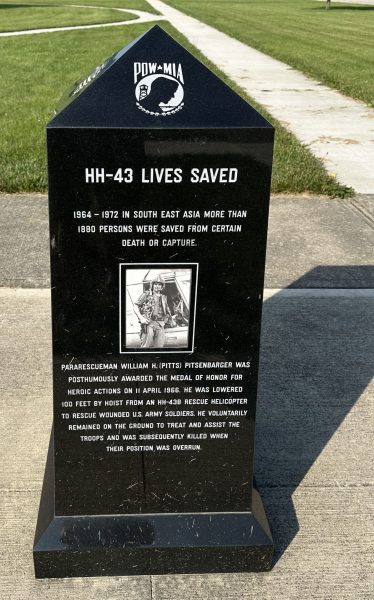 POW★MIA
HH-43 LIVES SAVED
1964 - 1972 IN SOUTH EAST ASIA MORE THAN
1880 PERSONS WERE SAVED FROM CERTAIN
DEATH OR CAPTURE.
PARARESCUEMAN WILLIAM H. (PITTS) PITSENBARGER WAS
POSTHUMOUSLY AWARDED THE MEDAL OF HONOR FOR
HEROIC ACTIONS ON 11 APRIL 1966. HE WAS LOWERED
100 FEET BY HOIST FROM AN HH-43B RESCUE HELICOPTER
TO RESCUE WOUNDED U.S. ARMY SOLDIERS. HE VOLUNTARILY
REMAINED ON THE GROUND TO TREAT AND ASSIST THE
TROOPS AND WAS SUBSEQUENTLY KILLED WHEN
THEIR POSITION WAS OVERRUN.